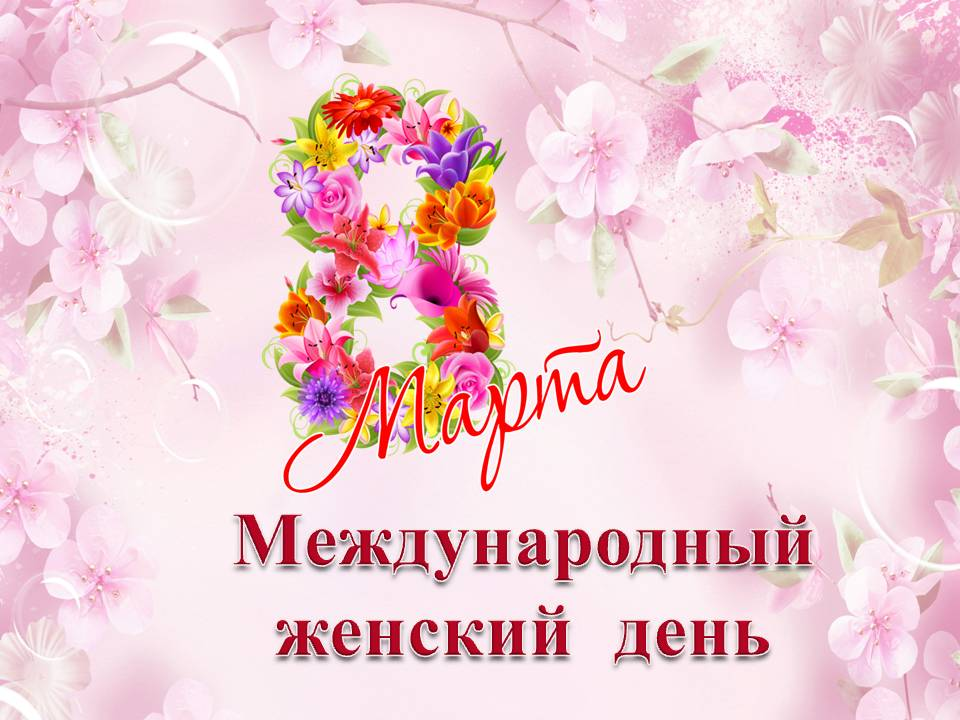 8
Марта
Международный
женский день